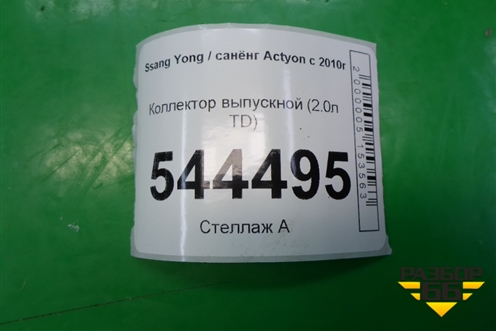 Ssang Yong / санёнг Actyon с 2010г
Коллектор выпускной (2.0л
TD)
544495
Стеллаж А
2000005153563
РАЗБОР
66